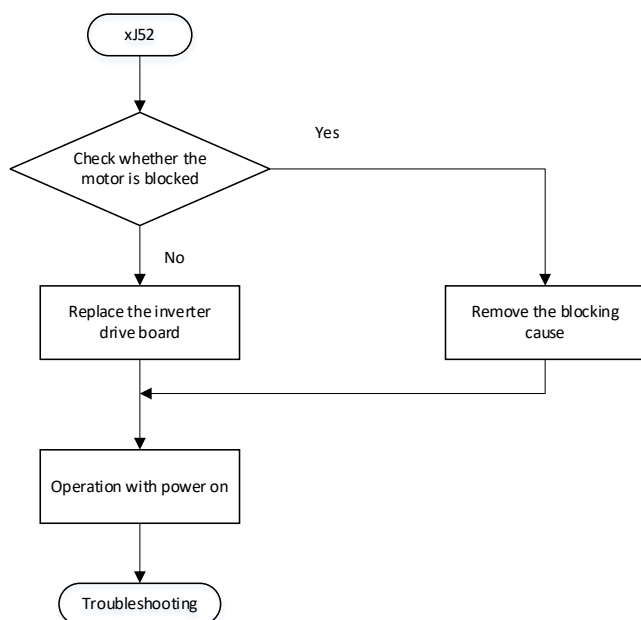 xJ52
Yes
Check whether the
motor is blocked
No
Replace the inverter
drive board
Remove the blocking
cause
Operation with power on
Troubleshooting